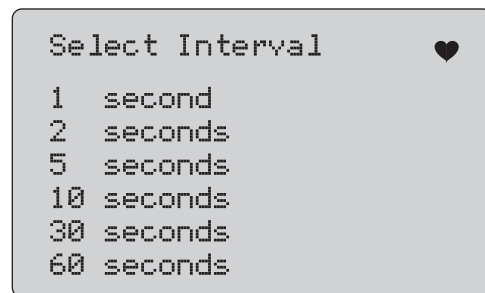 Select Interval
1 second
2 seconds
5 seconds
10 seconds
30 seconds
60 seconds